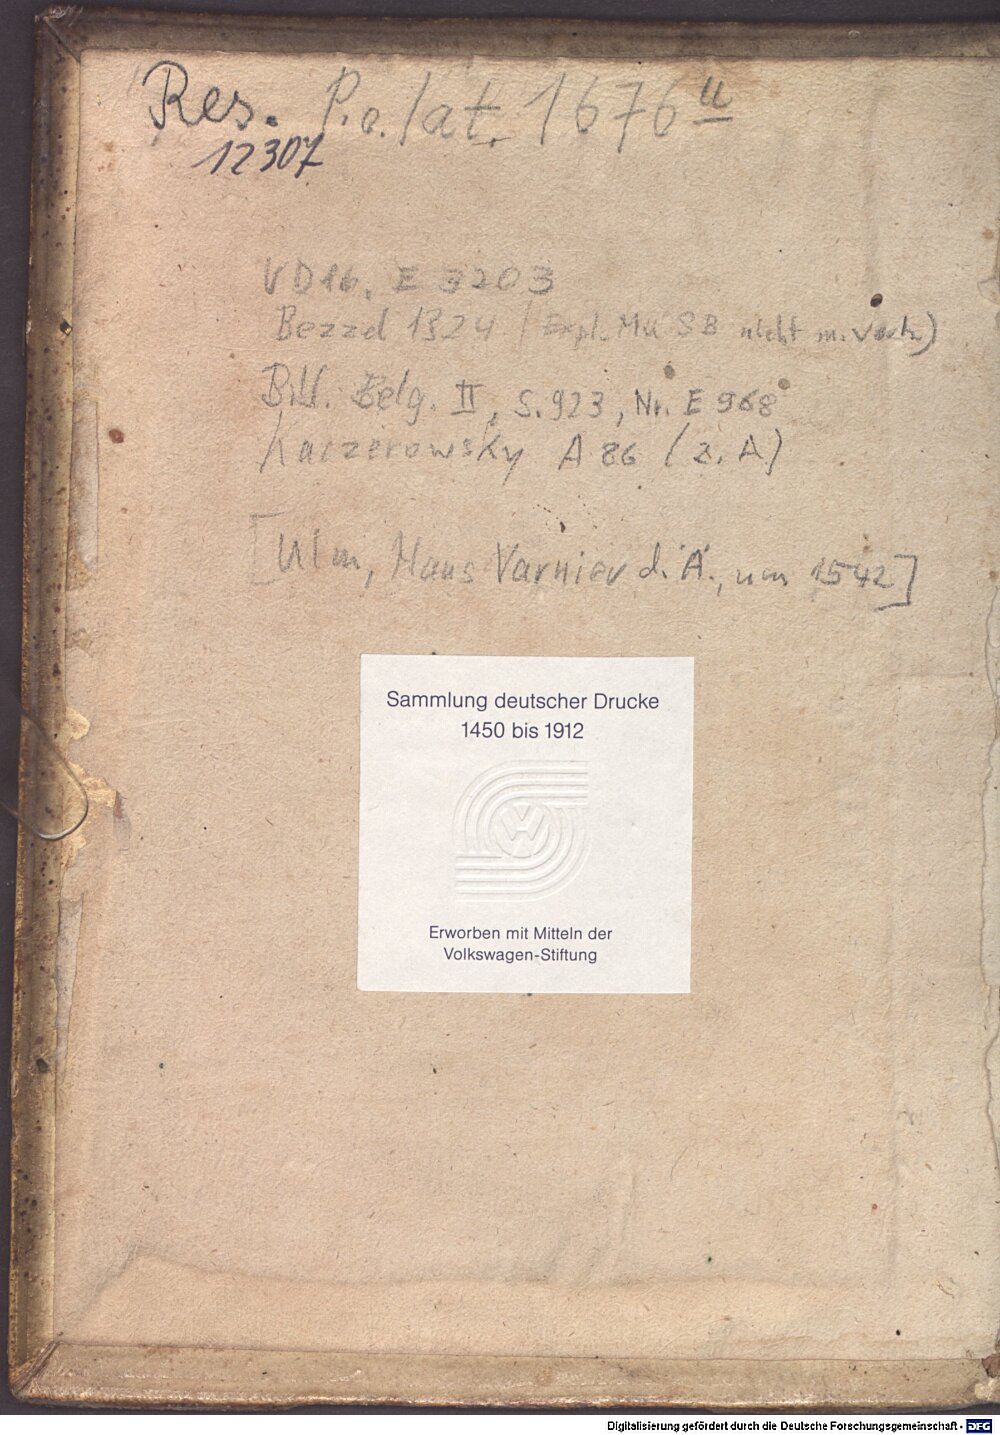 Res. P.o.lat. 1676 u
12307
VD16, E 3203
Bezzel 1324 / Expl. Mü SB nicht m. vorh.)
Bibl. Belg. II, S. 923, Nr. E 968
Kaczerowsky A 86 (z. A)
[Ulm, Hans Varnier d. Ä., um 1542]
Sammlung deutscher Drucke
1450 bis 1912
Erworben mit Mitteln der
Volkswagen-Stiftung
Digitalisierung gefördert durch die Deutsche Forschungsgemeinschaft - DFG